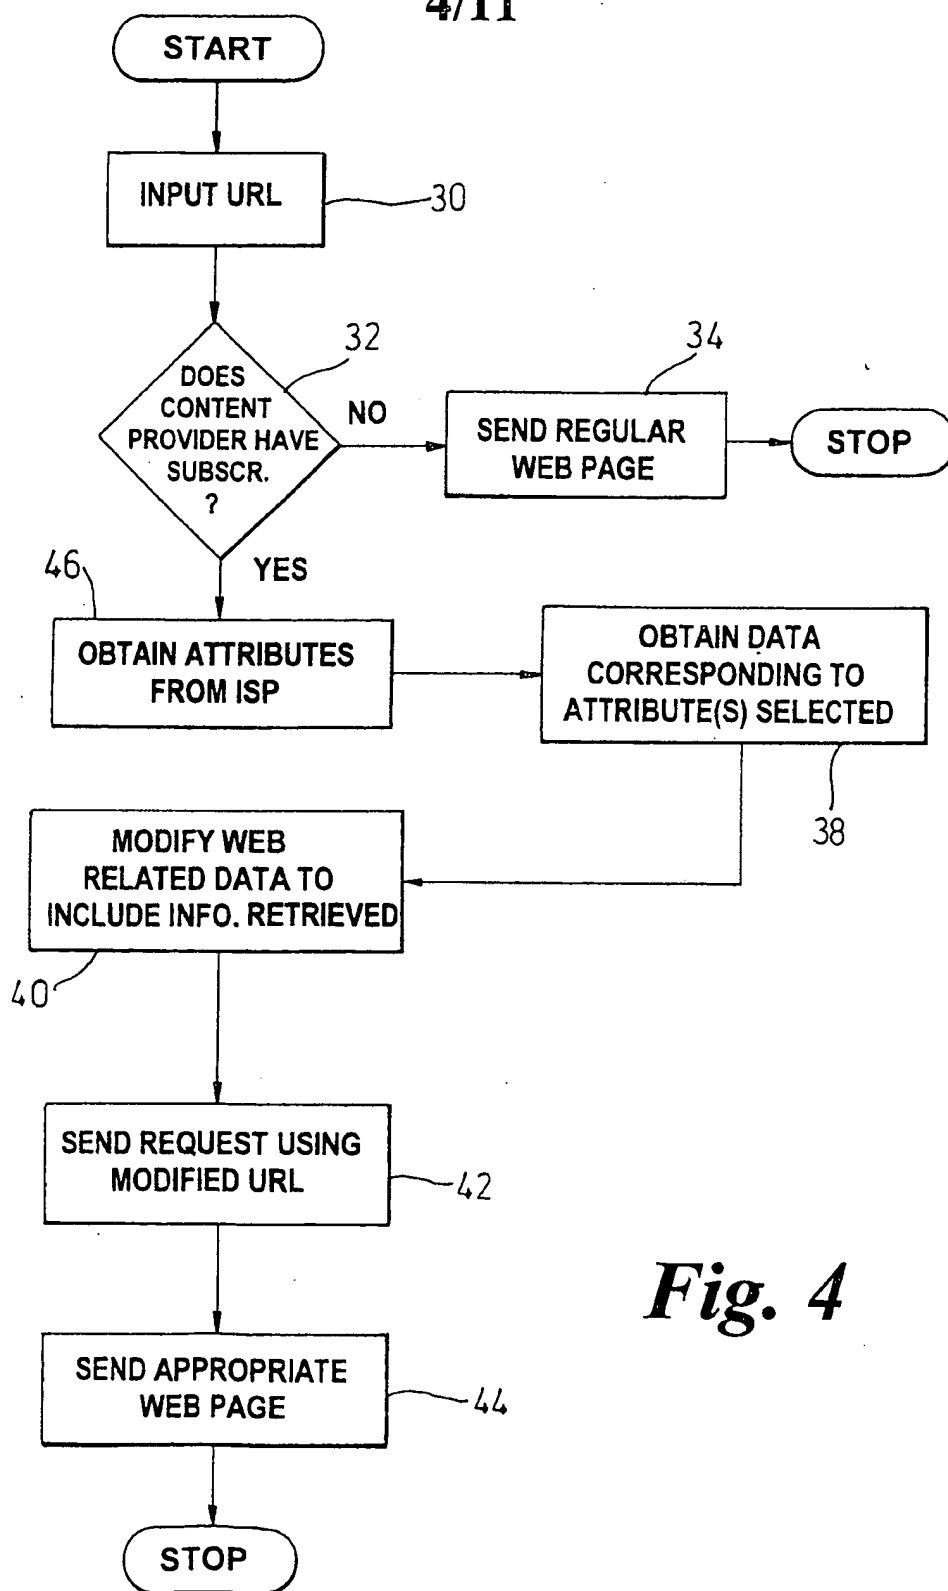 4/11
START
INPUT URL
30
DOES
CONTENT
PROVIDER HAVE
SUBSCR.
?
32
NO
34
SEND REGULAR
WEB PAGE
STOP
YES
46
OBTAIN ATTRIBUTES
FROM ISP
OBTAIN DATA
CORRESPONDING TO
ATTRIBUTE(S) SELECTED
38
MODIFY WEB
RELATED DATA TO
INCLUDE INFO. RETRIEVED
40
SEND REQUEST USING
MODIFIED URL
42
Fig. 4
SEND APPROPRIATE
WEB PAGE
44
STOP